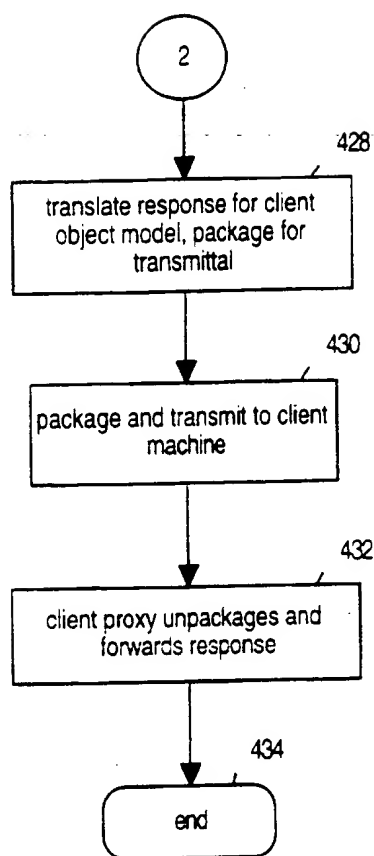 2
428
translate response for client
object model, package for
transmittal
430
package and transmit to client
machine
432
client proxy unpackages and
forwards response
434
end